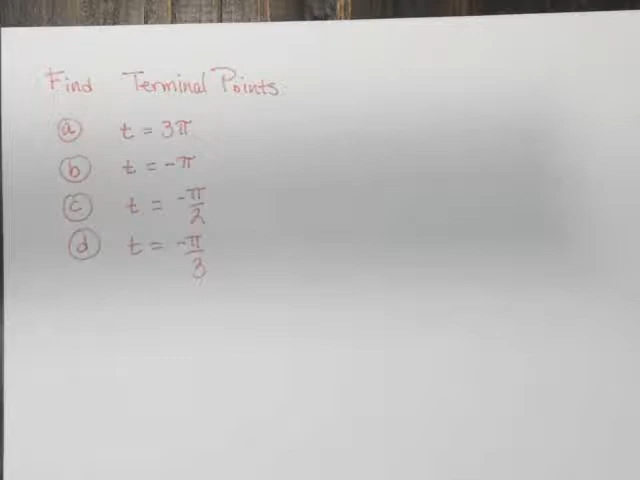 Find Terminal Points.
(a) t = 3π
(b) t = -π
(c) t = -π/2
(d) t = -π/3